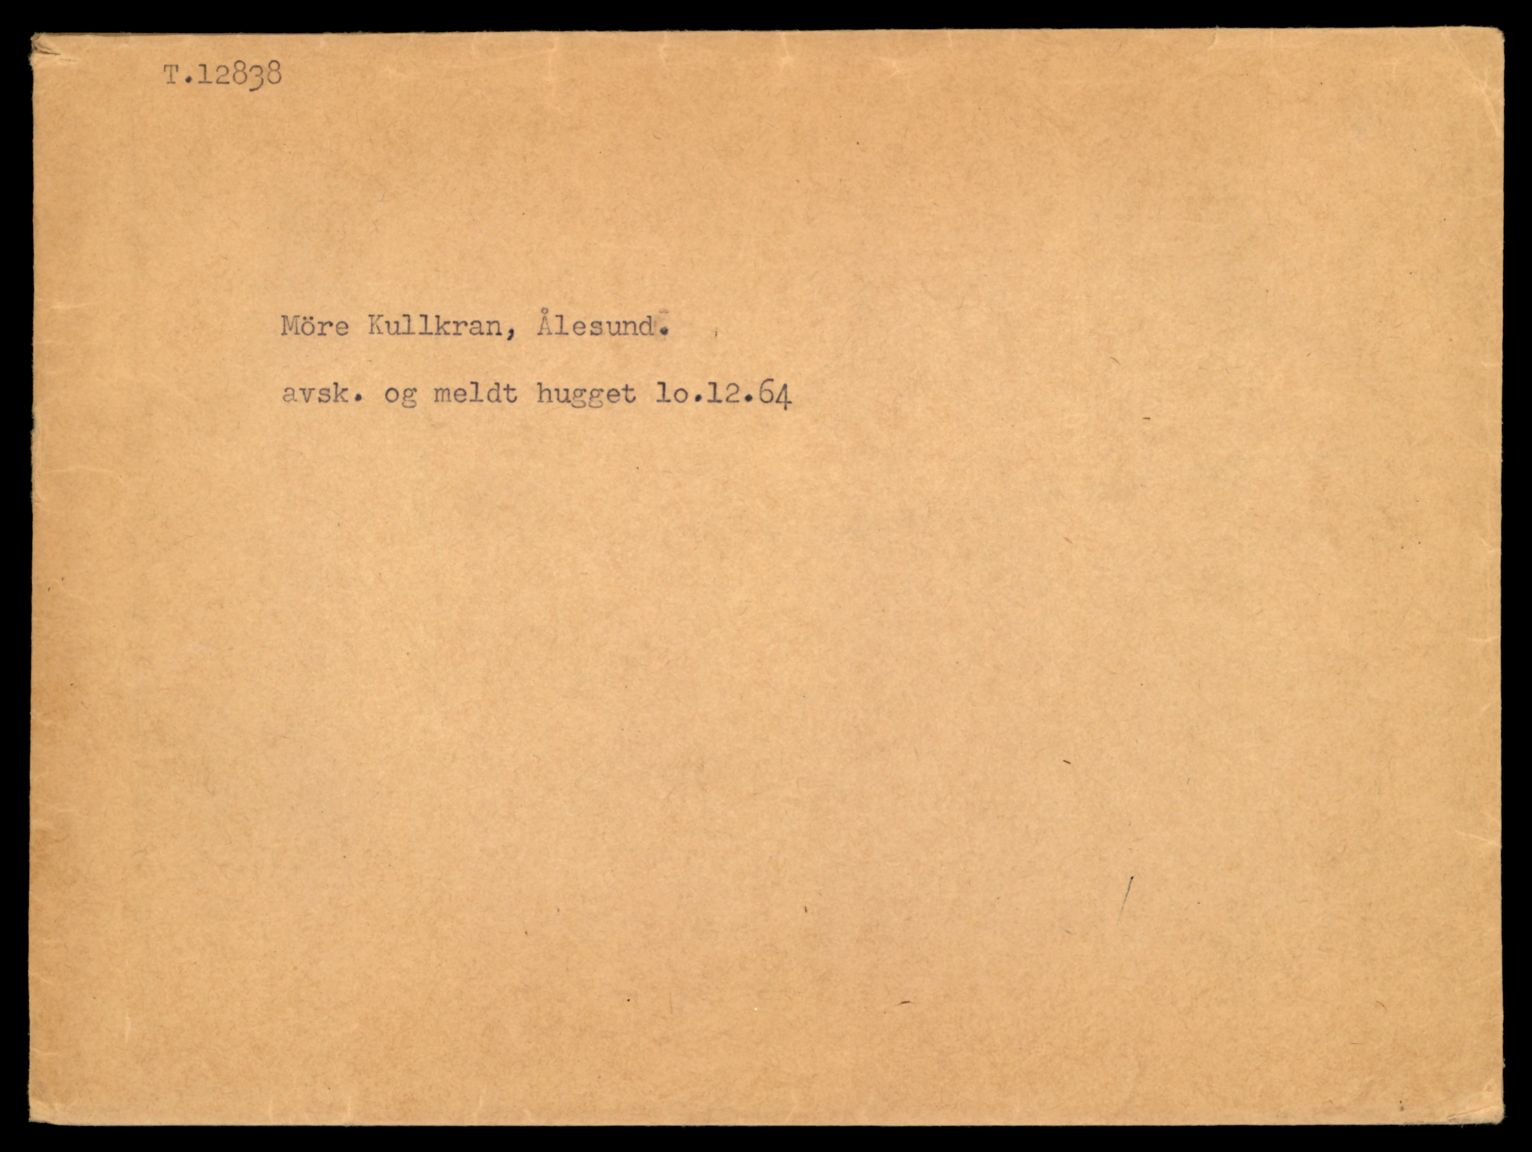 T.12838
Möre Kullkran, Ålesund.
avsk. og meldt hugget lo.12.64